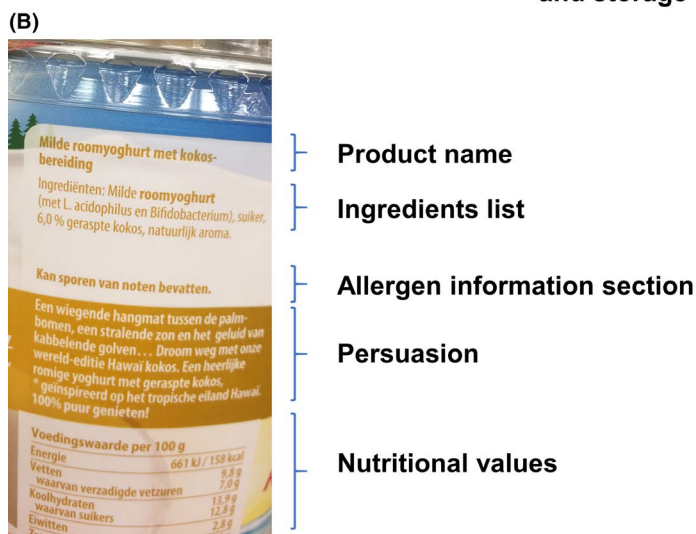 and storage
(B)
Milde roomyoghurt met kokos-
bereiding
Ingrediënten: Milde roomyoghurt
(met L. acidophilus en Bifidobacterium), suiker,
6,0 % geraspte kokos, natuurlijk aroma.
Kan sporen van noten bevatten.
Een wiegende hangmat tussen de palm-
bomen, een stralende zon en het geluid van
kabbelende golven... Droom weg met onze
wereld-editie Hawaï kokos. Een heerlijke
romige yoghurt met geraspte kokos,
* geïnspireerd op het tropische eiland Hawaï.
100% puur genieten!
Voedingswaarde per 100 g
Energie 661 kJ / 158 kcal
Vetten 9,8 g
waarvan verzadigde vetzuren 7,0 g
Koolhydraten 13,9 g
waarvan suikers 12,8 g
Eiwitten 2,8 g
Product name
Ingredients list
Allergen information section
Persuasion
Nutritional values